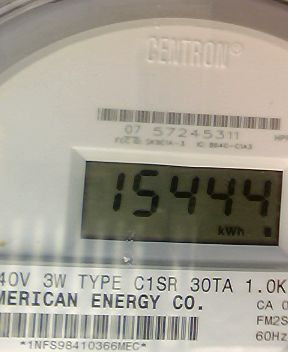 CENTRON®
07 57245311
15444
kWh
40V 3W TYPE C1SR 30TA 1.0K
MERICAN ENERGY CO.
CA 0
FM2S
60Hz
*1NFS98410366MEC*